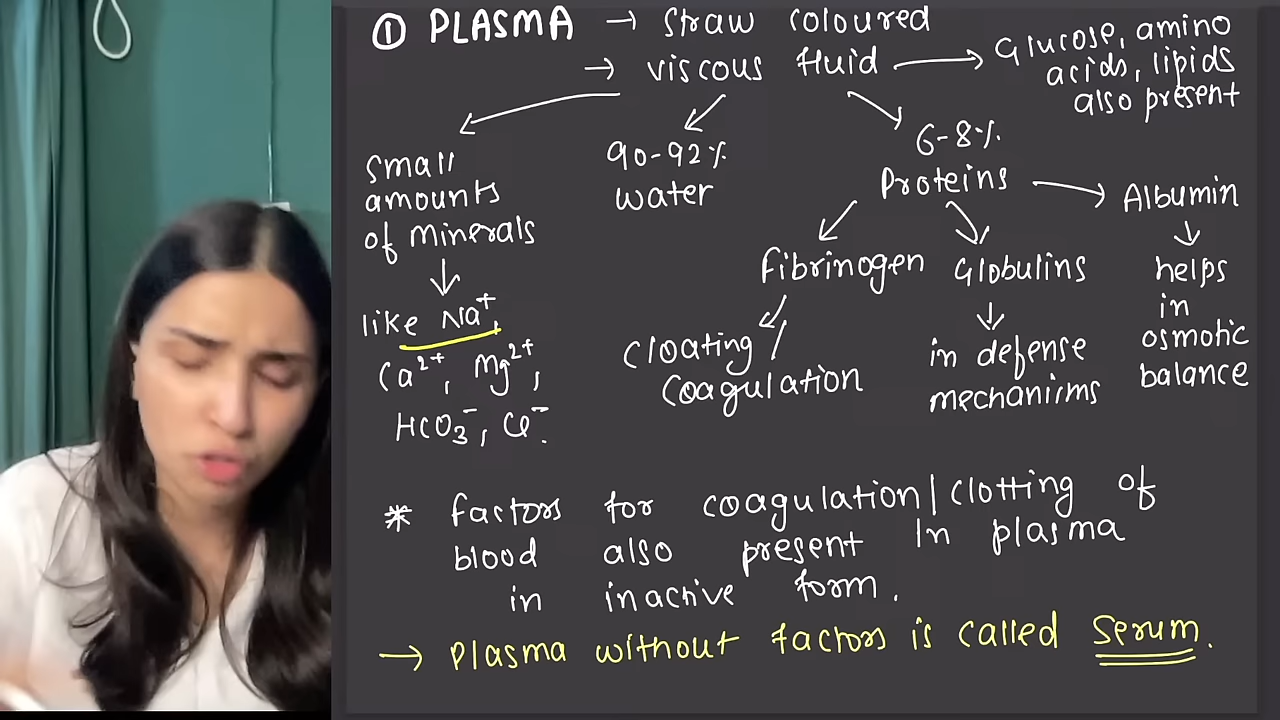 ① PLASMA → straw coloured
→ viscous fluid → Glucose, amino
acids, lipids
also present
small
amounts
of minerals
↓
like Na⁺,
Ca²⁺, Mg²⁺,
HCO₃⁻, Cl⁻.
90-92%
water
6-8%
Proteins → Albumin
↓
helps
in
osmotic
balance
Fibrinogen
Cloating /
Coagulation
Globulins
↓
in defense
mechanisms
* factors for coagulation/clotting of
blood also present in plasma
in inactive form.
→ Plasma without factors is called serum.